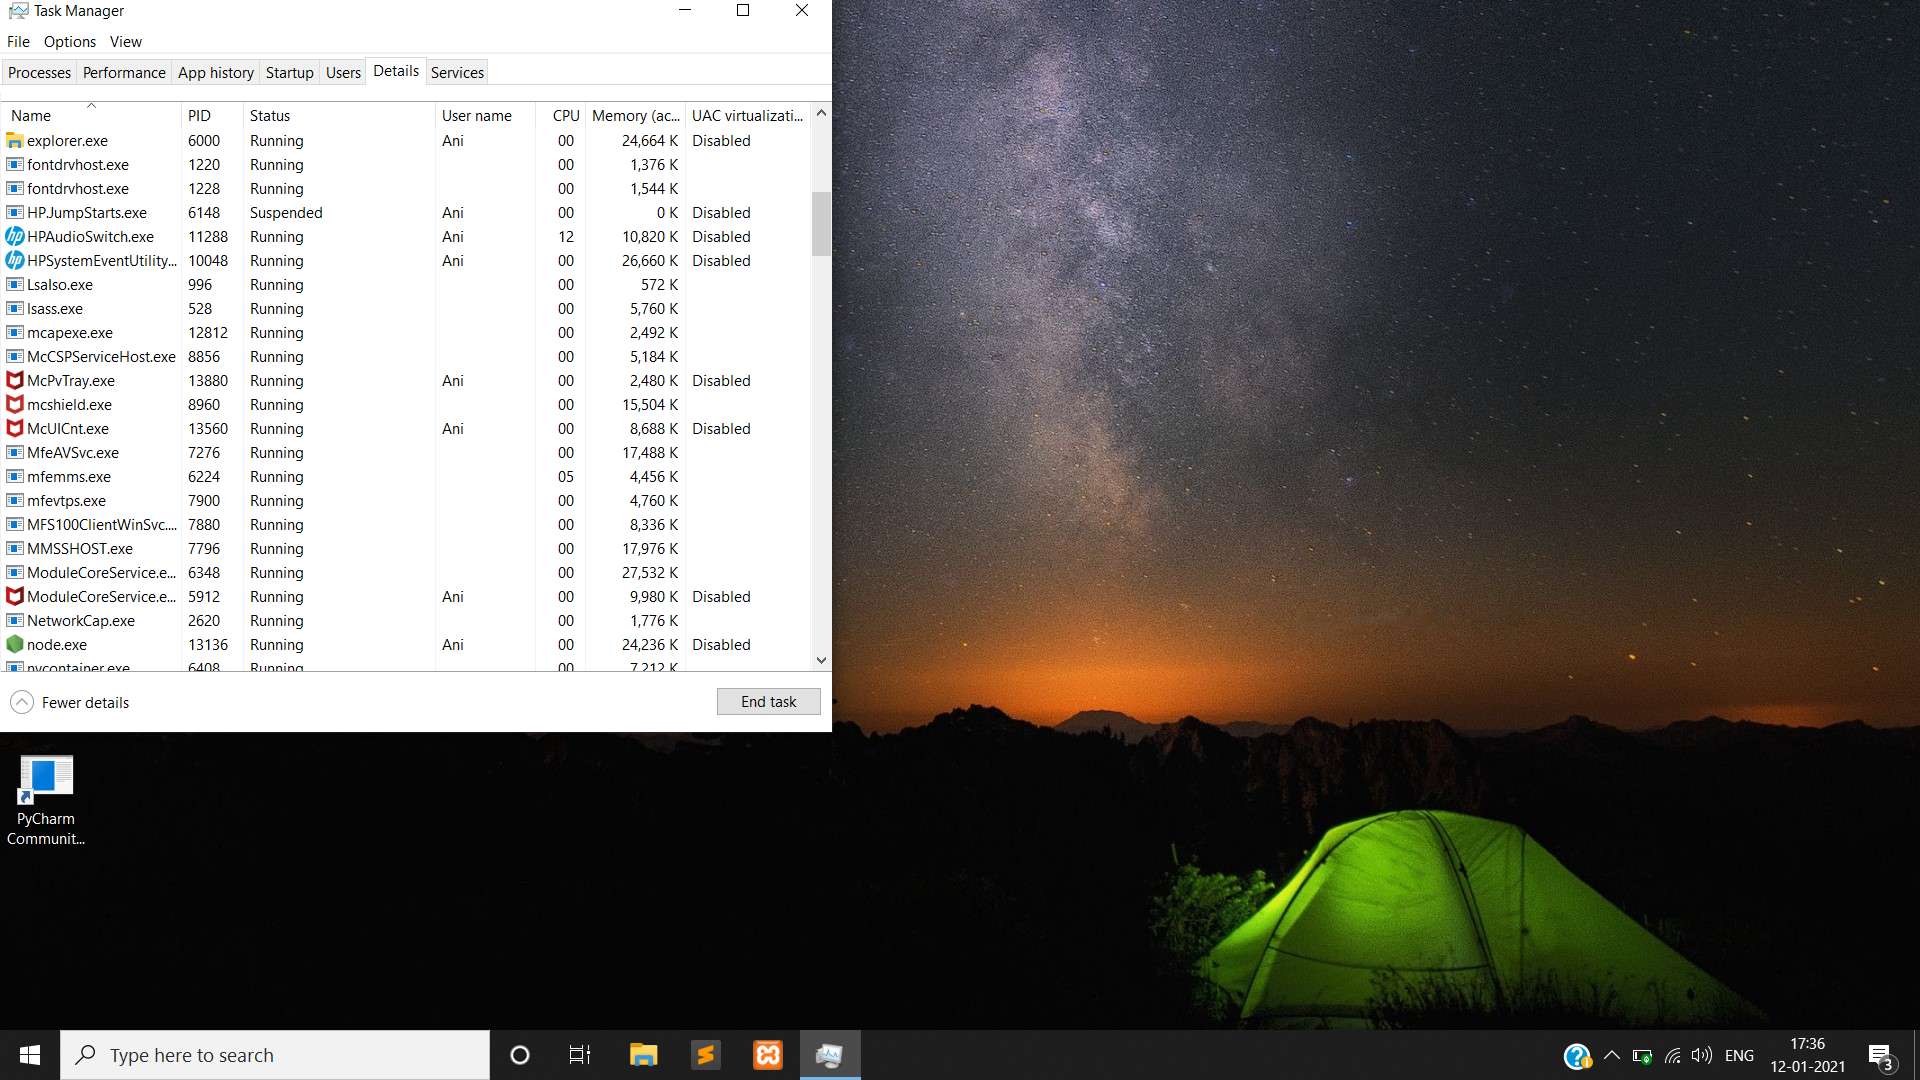 Task Manager
File Options View
Processes Performance App history Startup Users Details Services
Name PID Status User name CPU Memory (ac... UAC virtualizati...
explorer.exe 6000 Running Ani 00 24,664 K Disabled
fontdrvhost.exe 1220 Running 00 1,376 K
fontdrvhost.exe 1228 Running 00 1,544 K
HPJumpStarts.exe 6148 Suspended Ani 00 0 K Disabled
HPAudioSwitch.exe 11288 Running Ani 12 10,820 K Disabled
HPSystemEventUtility... 10048 Running Ani 00 26,660 K Disabled
LsaIso.exe 996 Running 00 572 K
lsass.exe 528 Running 00 5,760 K
mcapexe.exe 12812 Running 00 2,492 K
McCSPServiceHost.exe 8856 Running 00 5,184 K
McPvTray.exe 13880 Running Ani 00 2,480 K Disabled
mcshield.exe 8960 Running 00 15,504 K
McUICnt.exe 13560 Running Ani 00 8,688 K Disabled
MfeAVSvc.exe 7276 Running 00 17,488 K
mfemms.exe 6224 Running 05 4,456 K
mfevtps.exe 7900 Running 00 4,760 K
MFS100ClientWinSvc.... 7880 Running 00 8,336 K
MMSSHOST.exe 7796 Running 00 17,976 K
ModuleCoreService.e... 6348 Running 00 27,532 K
ModuleCoreService.e... 5912 Running Ani 00 9,980 K Disabled
NetworkCap.exe 2620 Running 00 1,776 K
node.exe 13136 Running Ani 00 24,236 K Disabled
nvcontainer.exe 6408 Running 00 7,212 K
Fewer details End task
PyCharm
Communit...
Type here to search
ENG
17:36
12-01-2021
3